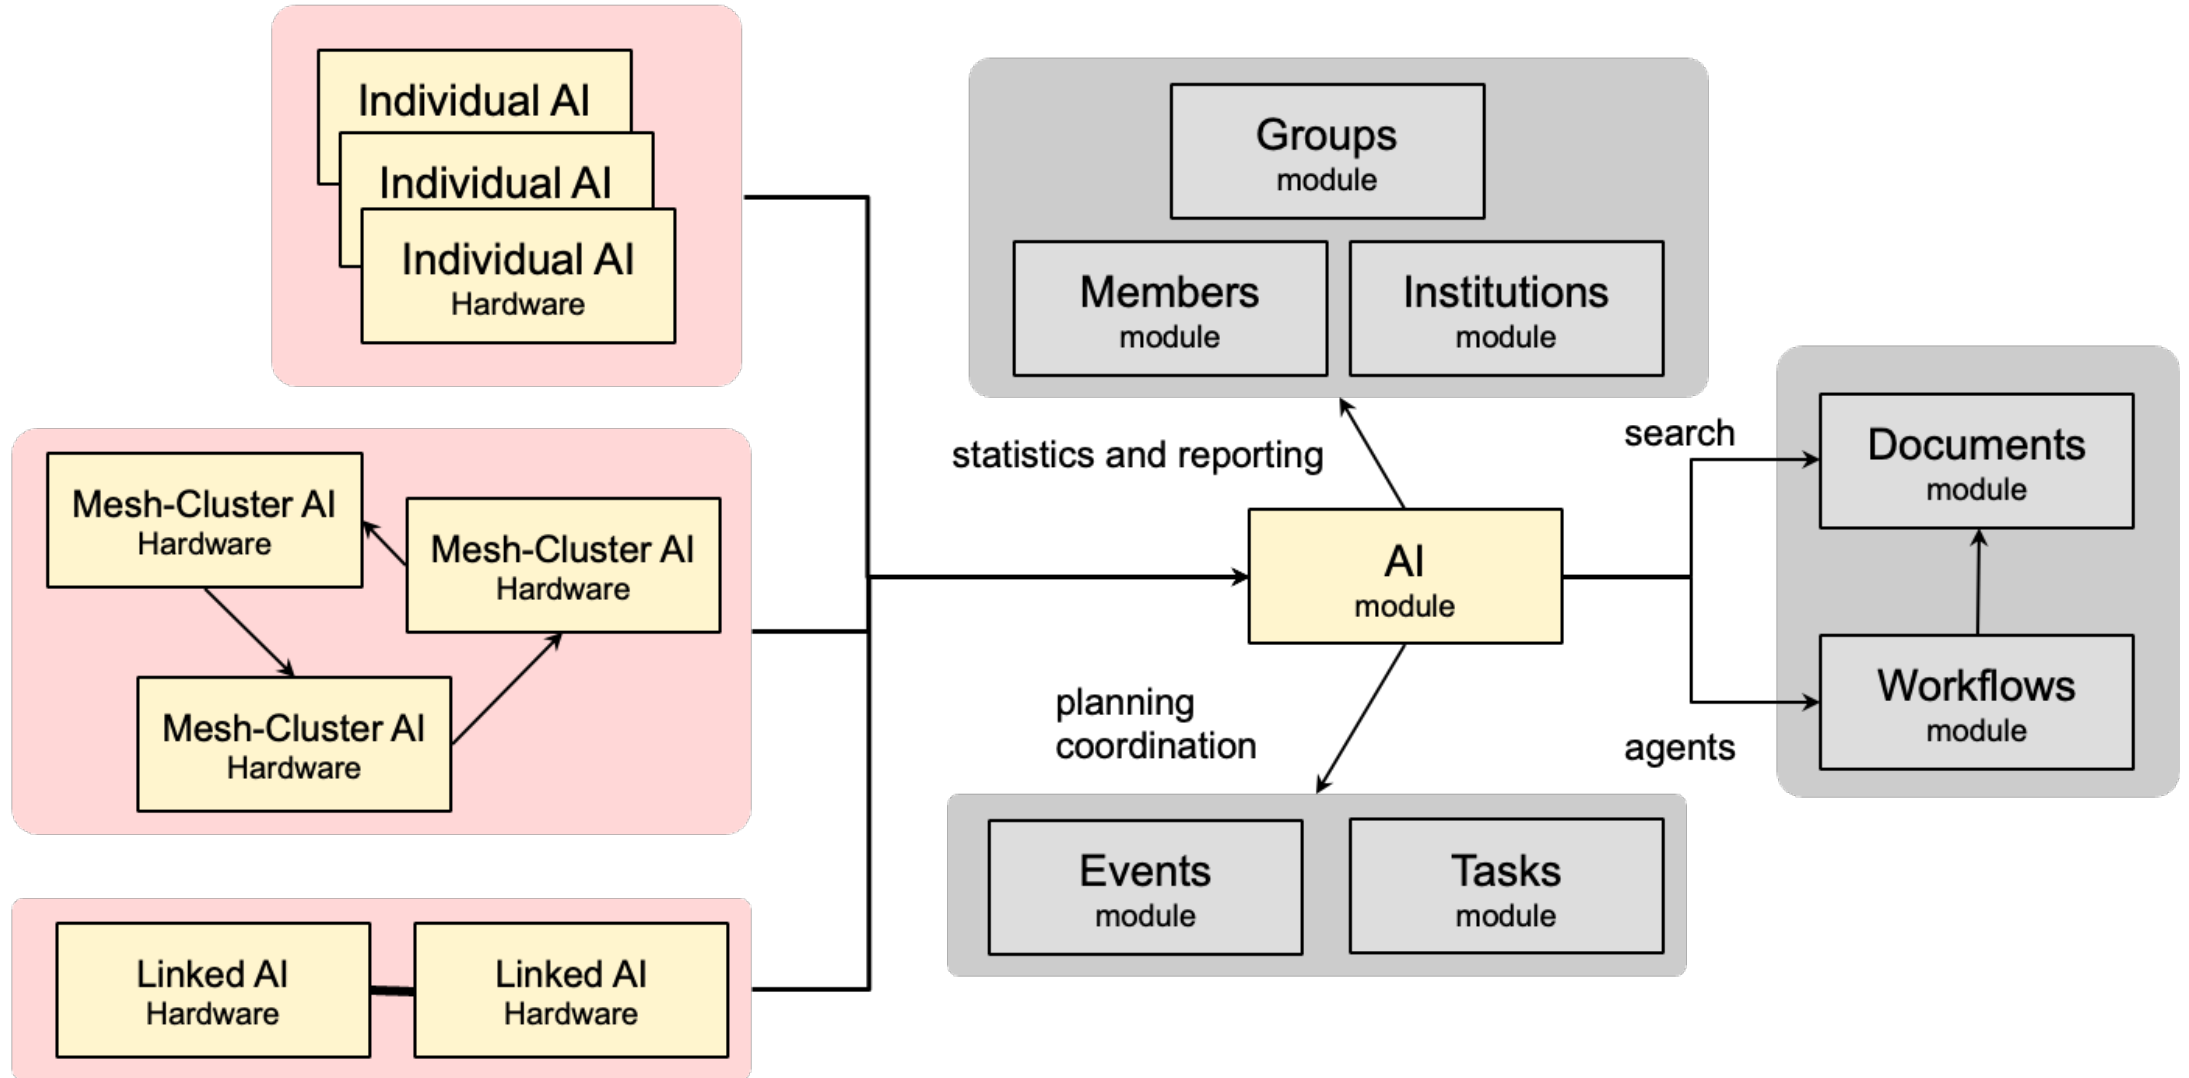 Individual AI
Individual AI
Individual AI
Hardware
Mesh-Cluster AI
Hardware
Mesh-Cluster AI
Hardware
Mesh-Cluster AI
Hardware
Linked AI
Hardware
Linked AI
Hardware
Groups
module
Members
module
Institutions
module
statistics and reporting
AI
module
planning
coordination
Events
module
Tasks
module
search
agents
Documents
module
Workflows
module